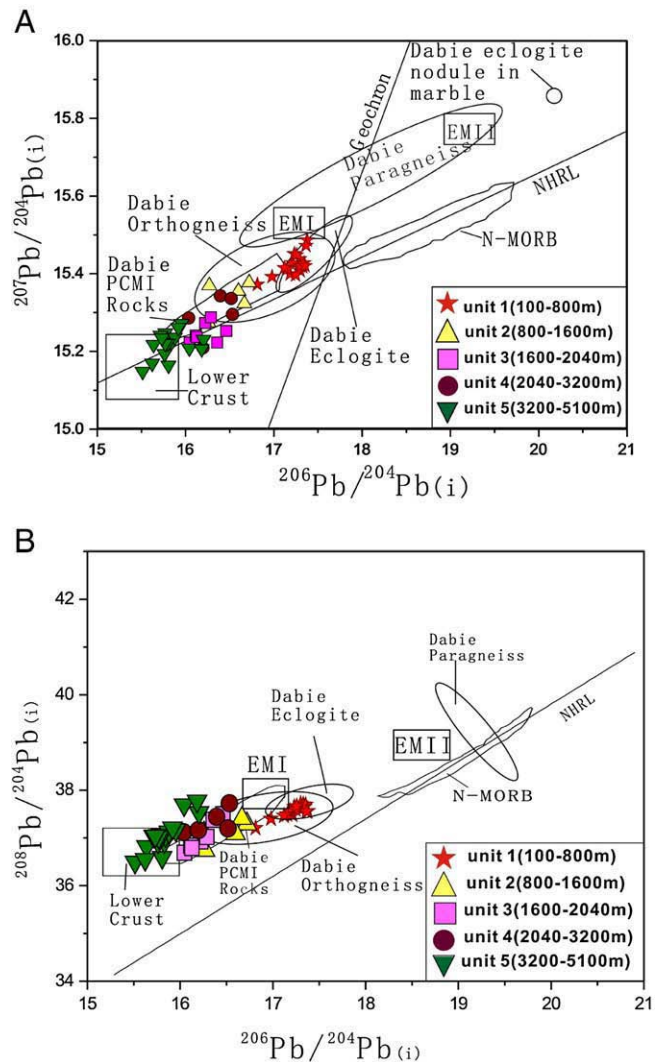 A
16.0
15.8
15.6
15.4
15.2
15.0
207Pb/204Pb(i)
Dabie eclogite
nodule in
marble
Geochron
EMII
Dabie
Paragneiss
NHRL
Dabie
Orthogneiss
EMI
N-MORB
Dabie
PCMI
Rocks
Dabie
Eclogite
Lower
Crust
unit 1(100-800m)
unit 2(800-1600m)
unit 3(1600-2040m)
unit 4(2040-3200m)
unit 5(3200-5100m)
15 16 17 18 19 20 21
206Pb/204Pb(i)
B
42
40
38
36
34
208Pb/204Pb(i)
Dabie
Paragneiss
Dabie
Eclogite
NHRL
EMI
EMII
N-MORB
Dabie
PCMI
Rocks
Dabie
Orthogneiss
Lower
Crust
unit 1(100-800m)
unit 2(800-1600m)
unit 3(1600-2040m)
unit 4(2040-3200m)
unit 5(3200-5100m)
15 16 17 18 19 20 21
206Pb/204Pb(i)